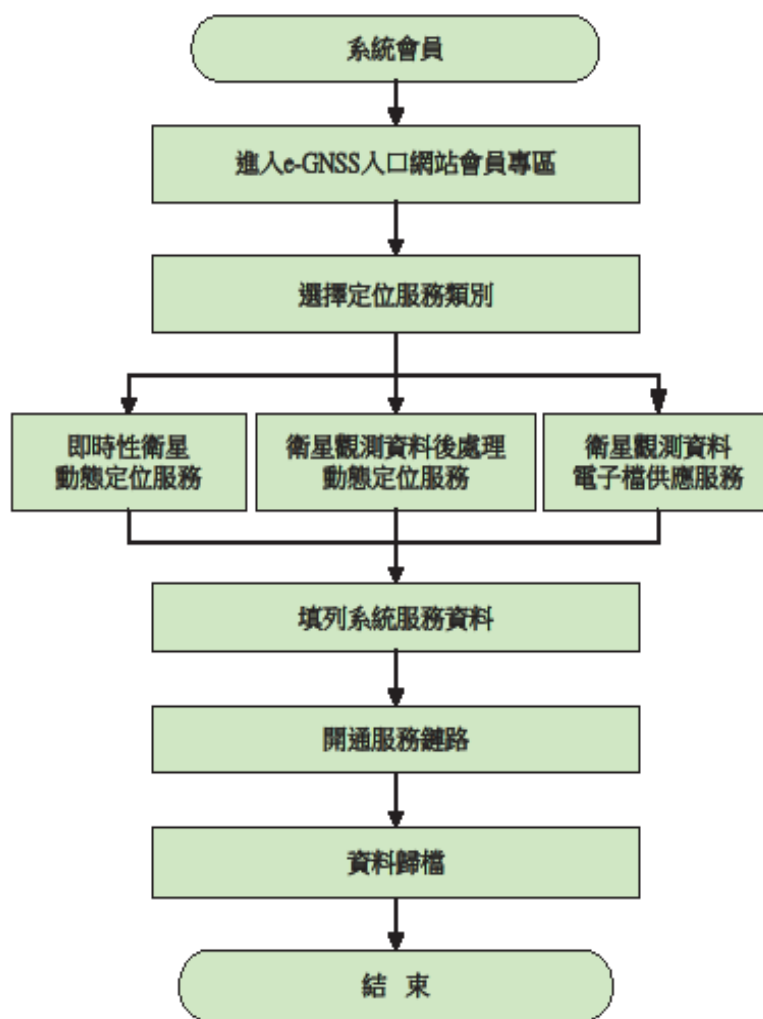 系統會員
進入e-GNSS入口網站會員專區
選擇定位服務類別
即時性衛星
動態定位服務
衛星觀測資料後處理
動態定位服務
衛星觀測資料
電子檔供應服務
填列系統服務資料
開通服務鏈路
資料歸檔
結 束